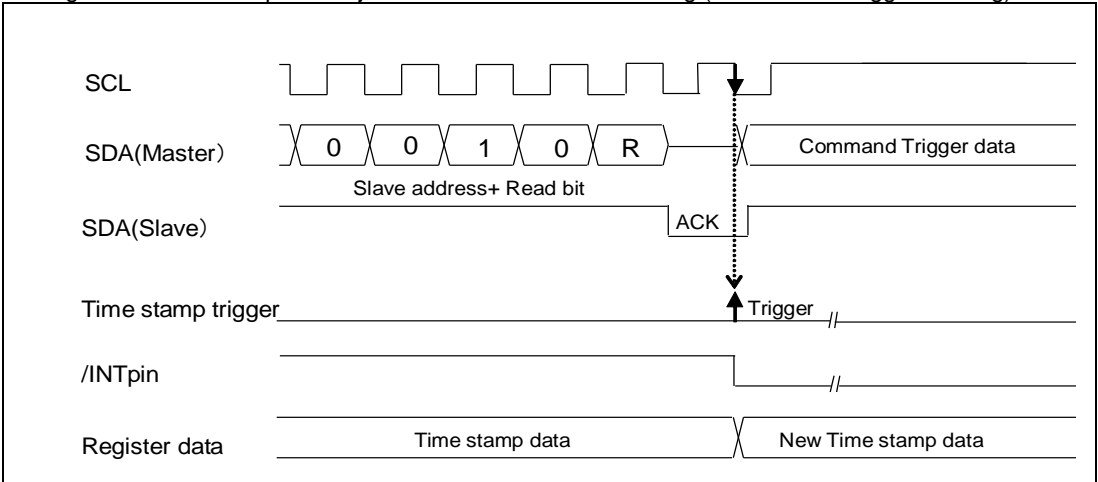 SCL
SDA(Master） 0 0 1 0 R Command Trigger data
Slave address+ Read bit
SDA(Slave） ACK
Time stamp trigger Trigger
/INTpin
Register data Time stamp data New Time stamp data